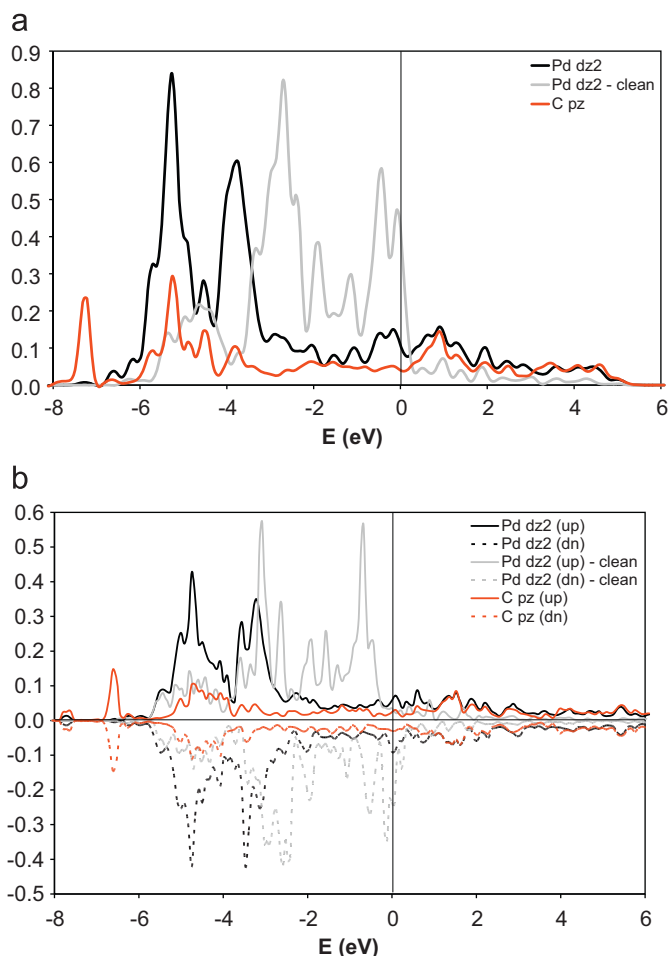 a
0.9
0.8
0.7
0.6
0.5
0.4
0.3
0.2
0.1
0.0
Pd dz2
Pd dz2 - clean
C pz
-8 -6 -4 -2 0 2 4 6
E (eV)
b
0.6
0.5
0.4
0.3
0.2
0.1
0.0
-0.1
-0.2
-0.3
-0.4
-0.5
Pd dz2 (up)
Pd dz2 (dn)
Pd dz2 (up) - clean
Pd dz2 (dn) - clean
C pz (up)
C pz (dn)
-8 -6 -4 -2 0 2 4 6
E (eV)